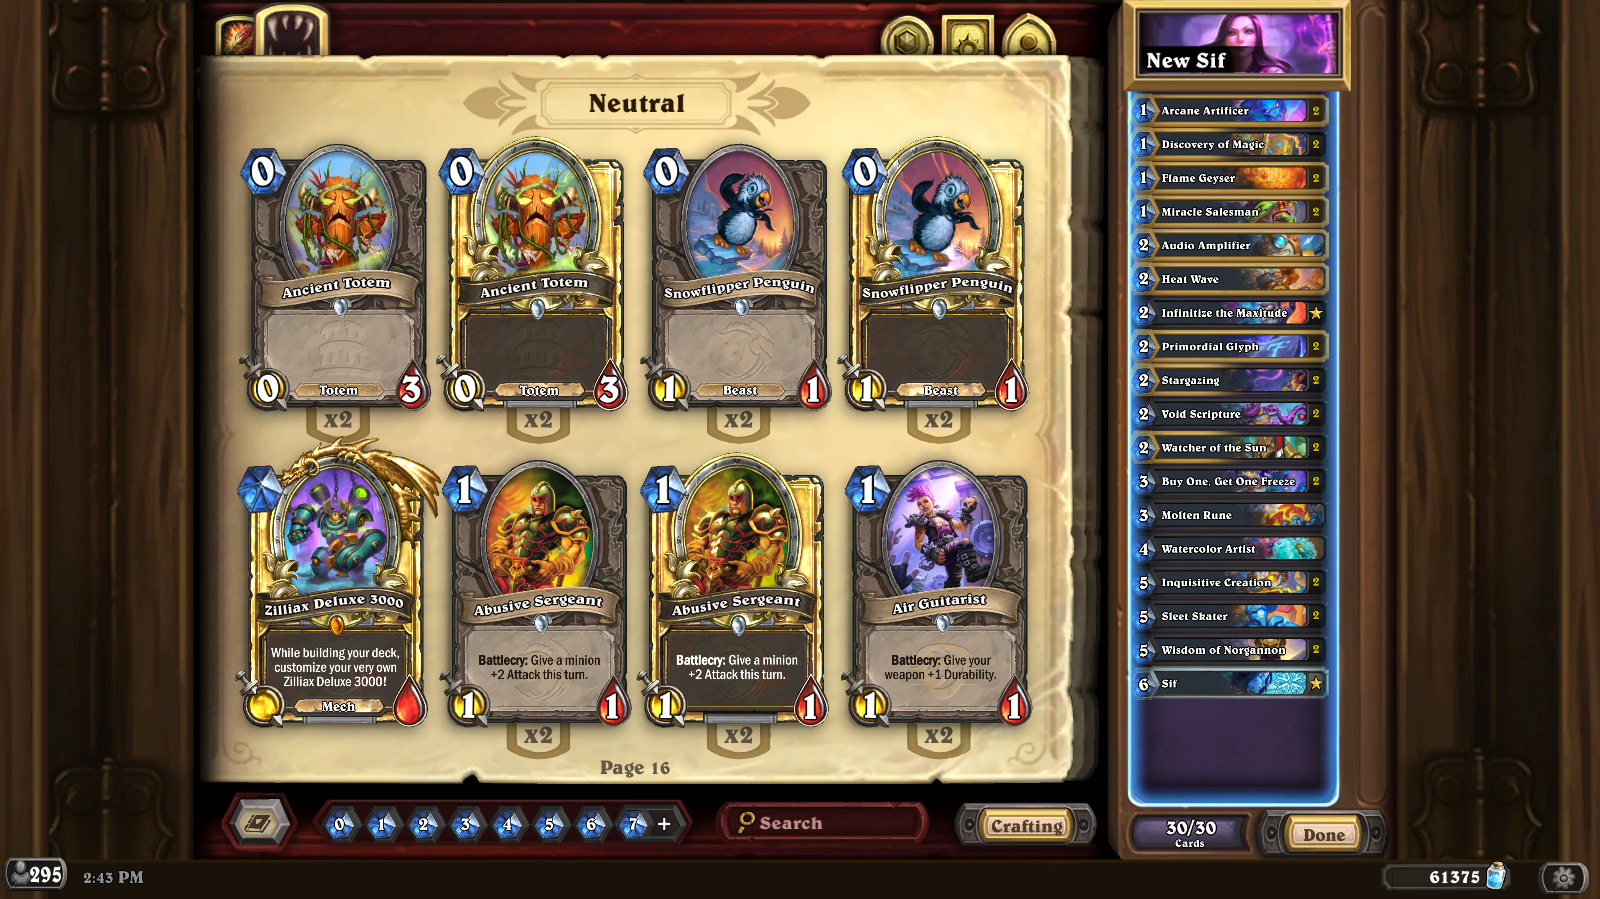 Neutral
0
Ancient Totem
Totem
0
3
x2
0
Ancient Totem
Totem
0
3
x2
0
Snowflipper Penguin
Beast
1
1
x2
0
Snowflipper Penguin
Beast
1
1
x2
Zilliax Deluxe 3000
While building your deck,
customize your very own
Zilliax Deluxe 3000!
Mech
1
Abusive Sergeant
Battlecry: Give a minion
+2 Attack this turn.
1
1
x2
1
Abusive Sergeant
Battlecry: Give a minion
+2 Attack this turn.
1
1
x2
1
Air Guitarist
Battlecry: Give your
weapon +1 Durability.
1
1
x2
Page 16
0 1 2 3 4 5 6 7 +
Search
Crafting
New Sif
1 Arcane Artificer 2
1 Discovery of Magic 2
1 Flame Geyser 2
1 Miracle Salesman 2
2 Audio Amplifier
2 Heat Wave
2 Infinitize the Maxitude
2 Primordial Glyph 2
2 Stargazing 2
2 Void Scripture 2
2 Watcher of the Sun 2
3 Buy One, Get One Freeze 2
3 Molten Rune
4 Watercolor Artist
5 Inquisitive Creation 2
5 Sleet Skater 2
5 Wisdom of Norgannon 2
6 Sif
30/30
Cards
Done
295
2:43 PM
61375